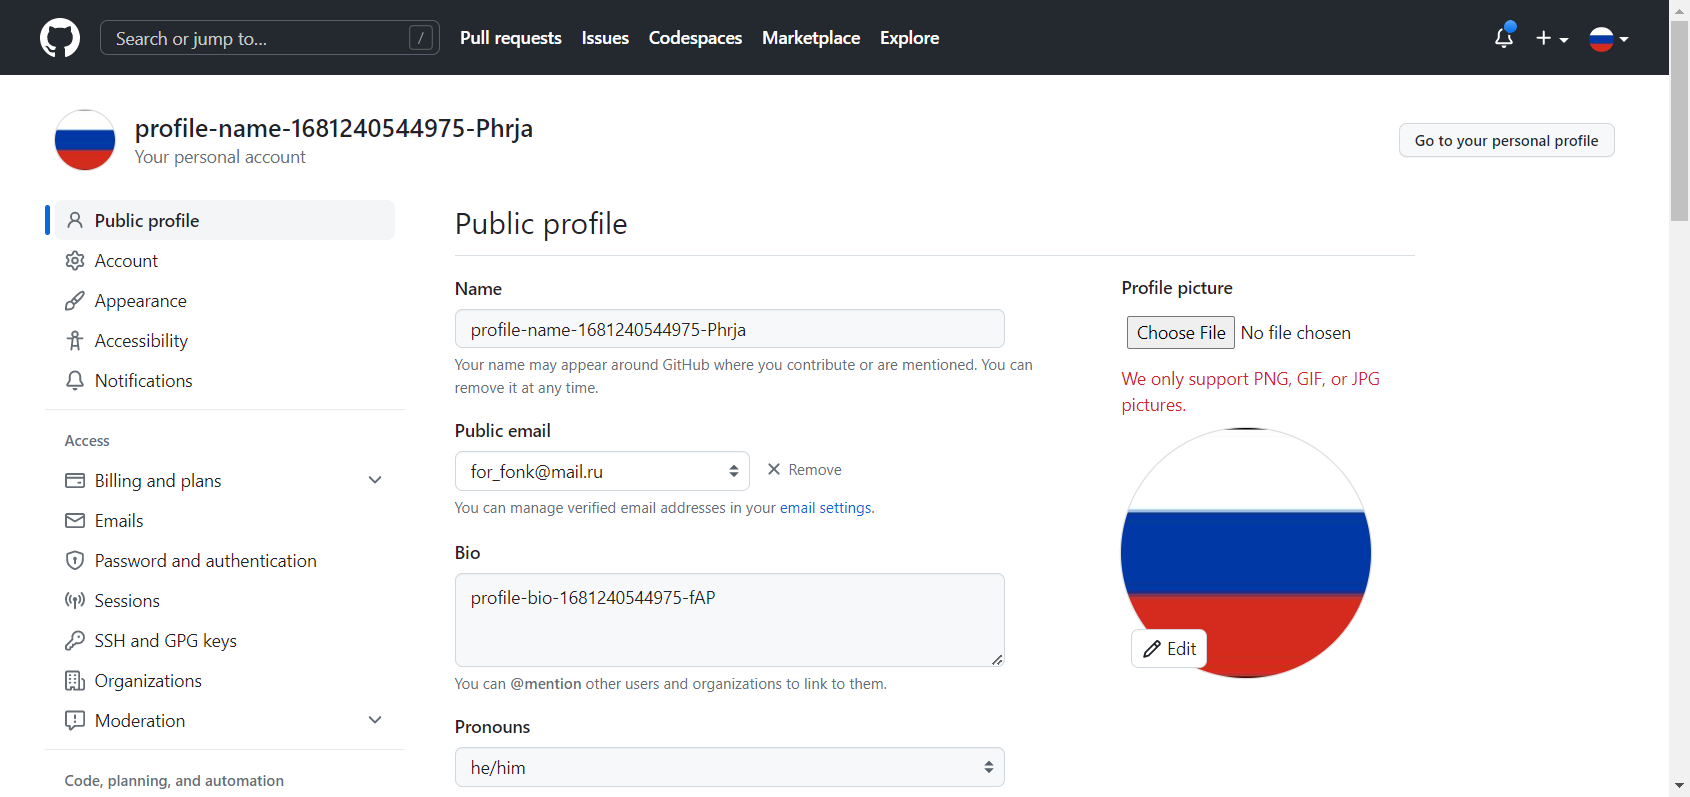 Search or jump to...
/
Pull requests
Issues
Codespaces
Marketplace
Explore
profile-name-1681240544975-Phrja
Your personal account
Go to your personal profile
Public profile
Account
Appearance
Accessibility
Notifications
Access
Billing and plans
Emails
Password and authentication
Sessions
SSH and GPG keys
Organizations
Moderation
Code, planning, and automation
Public profile
Name
profile-name-1681240544975-Phrja
Your name may appear around GitHub where you contribute or are mentioned. You can
remove it at any time.
Public email
for_fonk@mail.ru
Remove
You can manage verified email addresses in your email settings.
Bio
profile-bio-1681240544975-fAP
You can @mention other users and organizations to link to them.
Pronouns
he/him
Profile picture
Choose File No file chosen
We only support PNG, GIF, or JPG
pictures.
Edit